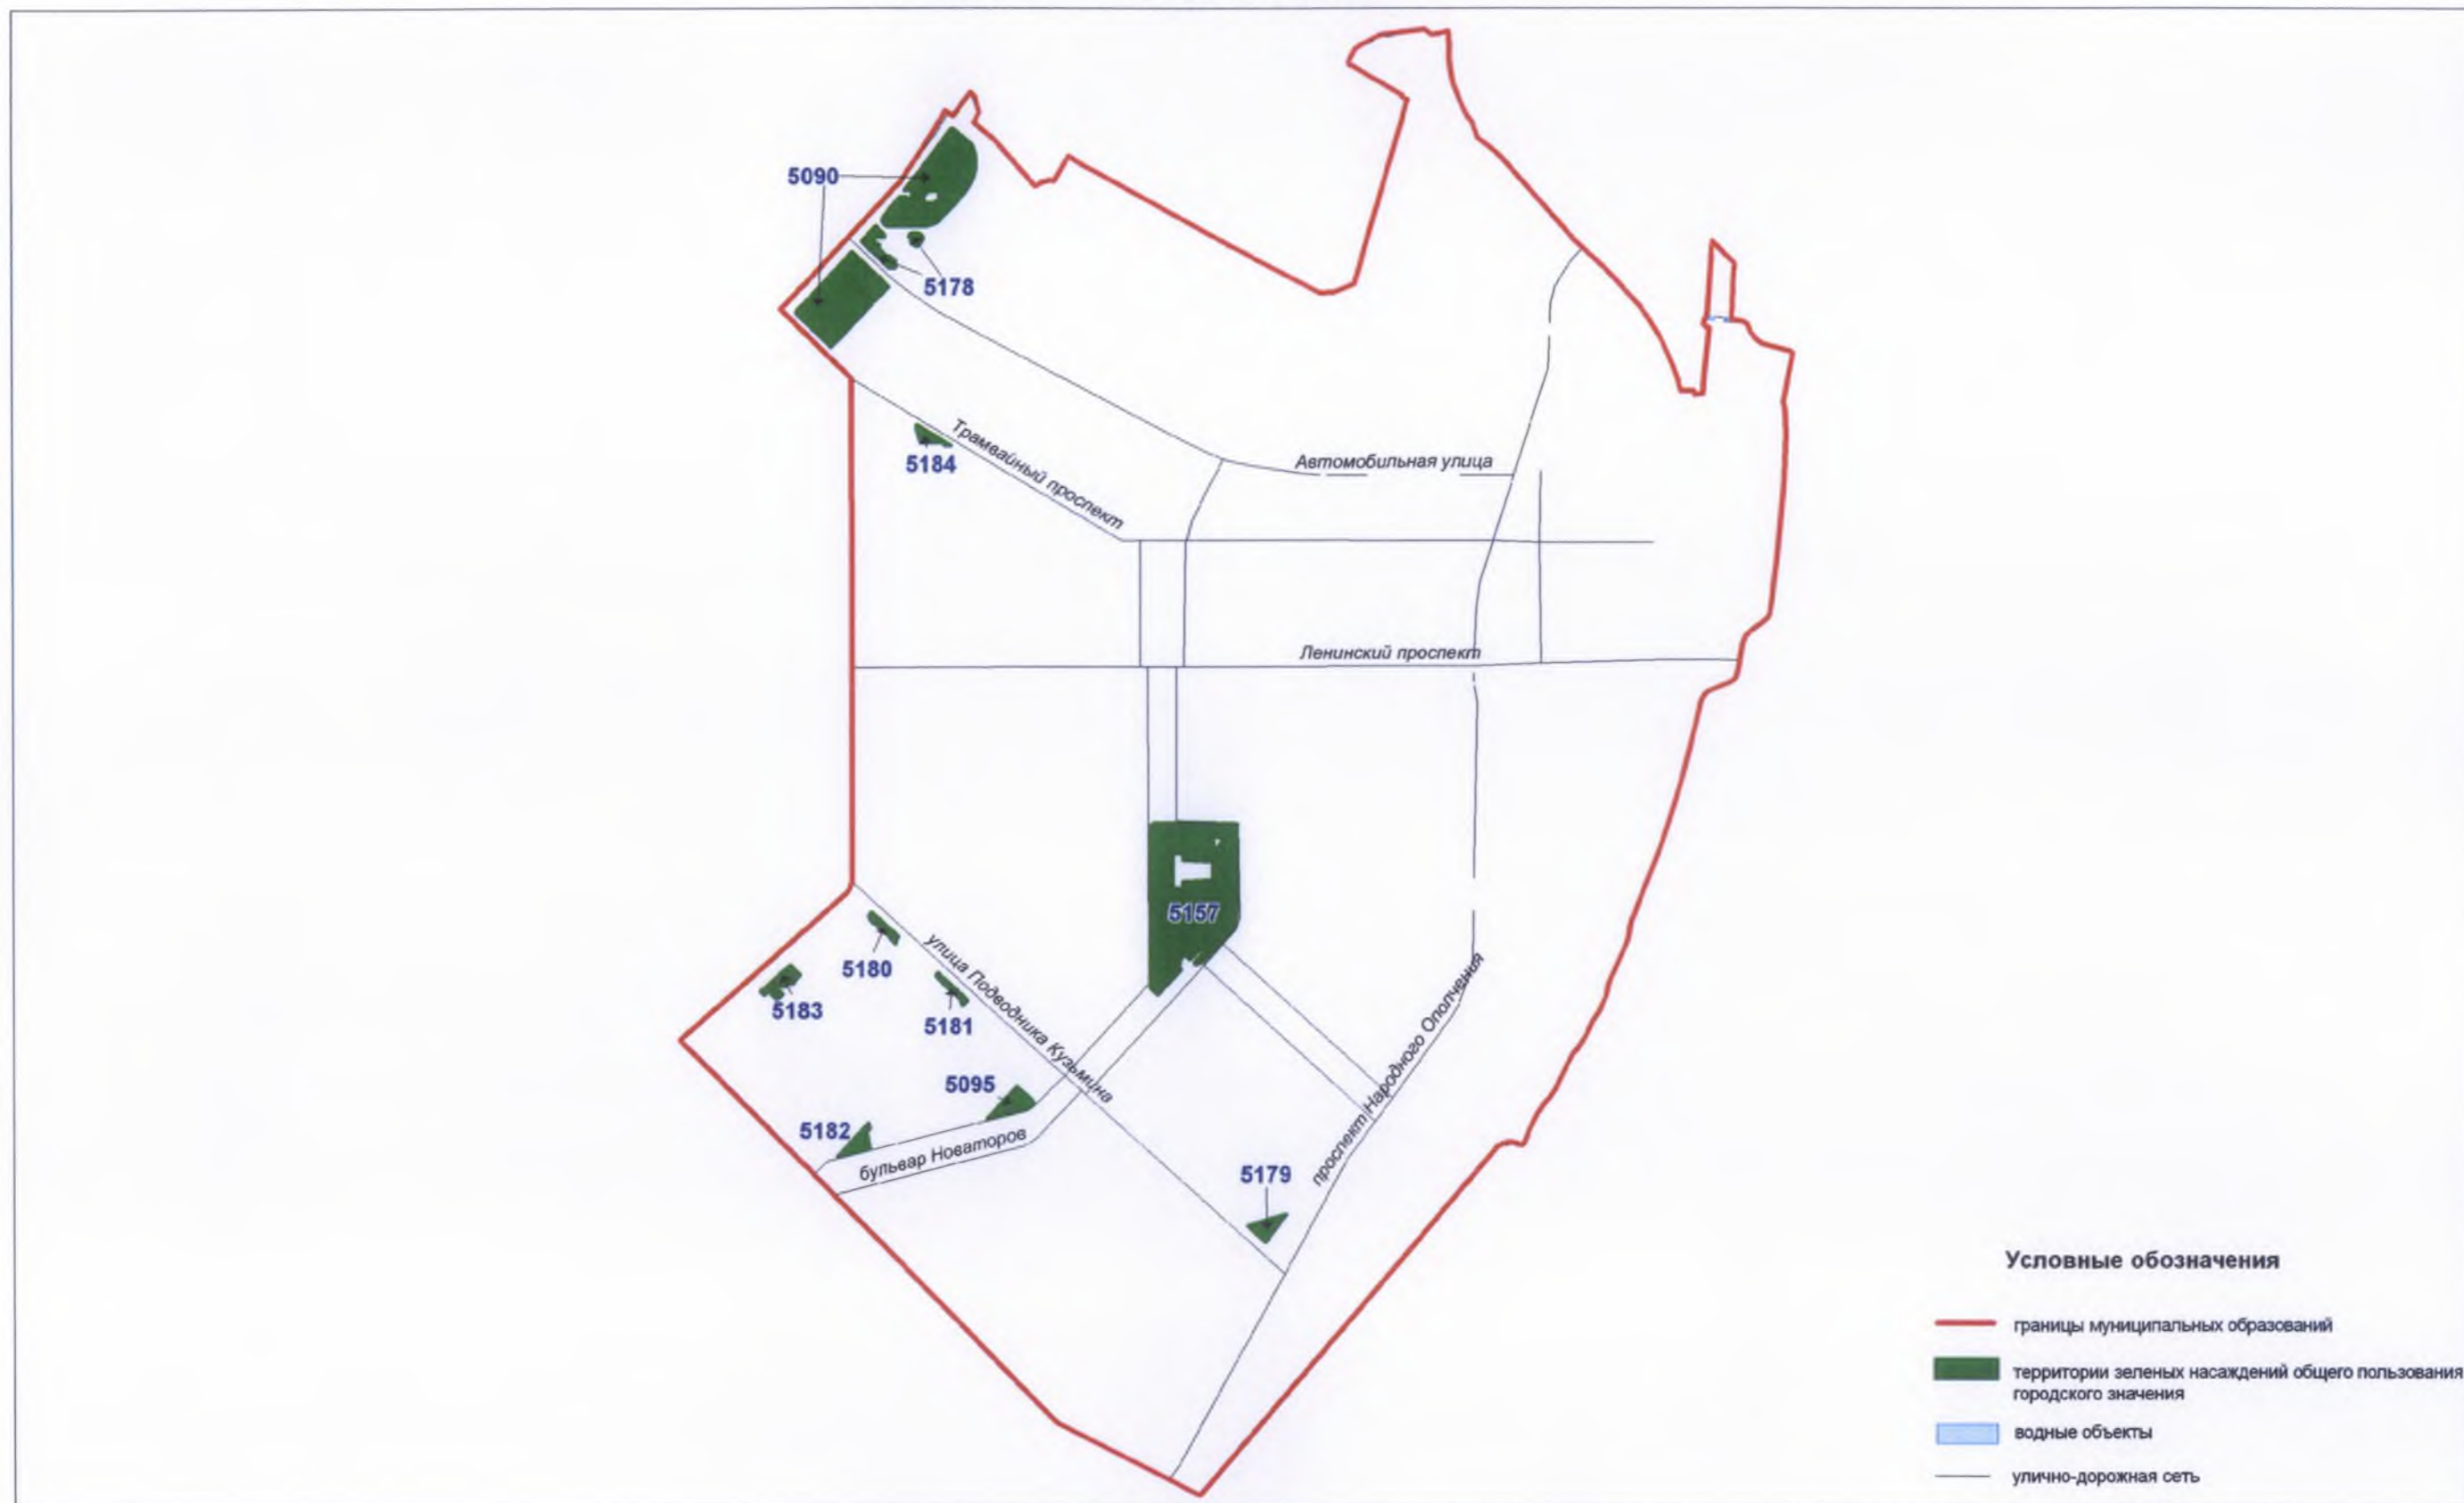 5090
5178
5184
Трамвайный проспект
Автомобильная улица
Ленинский проспект
5157
5180
5183
5181
улица Подводника Кузьмина
5095
5182
бульвар Новаторов
проспект Народного Ополчения
5179
Условные обозначения
границы муниципальных образований
территории зеленых насаждений общего пользования
городского значения
водные объекты
улично-дорожная сеть